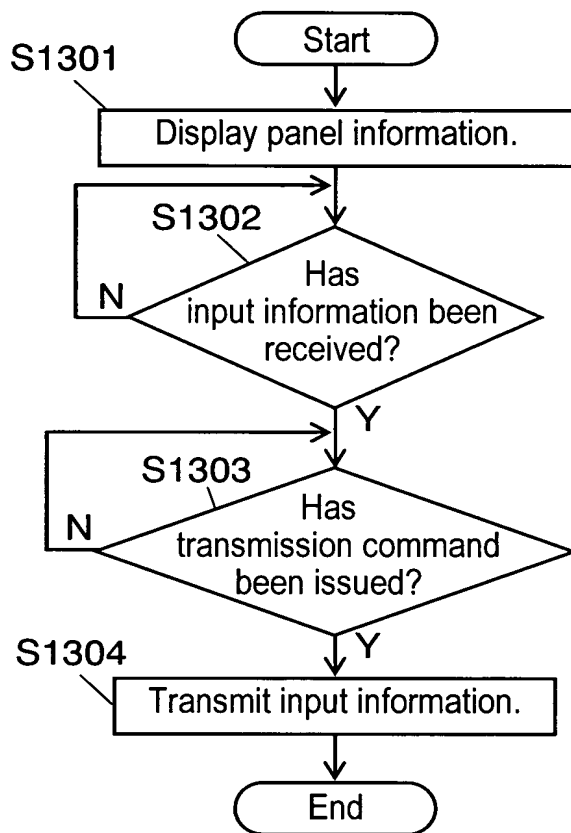 Start
S1301
Display panel information.
S1302
Has
input information been
received?
N
Y
S1303
Has
transmission command
been issued?
N
Y
S1304
Transmit input information.
End